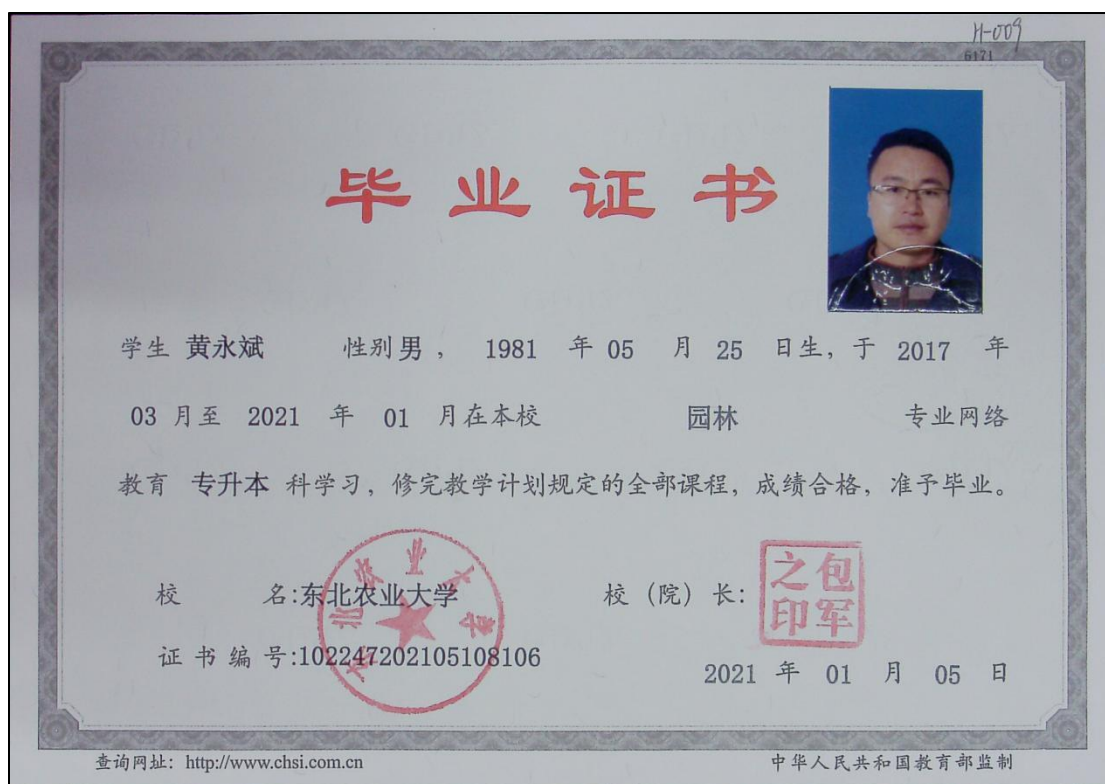 H-009
6171
毕业证书
学生 黄永斌 性别 男 , 1981 年 05 月 25 日生, 于 2017 年
03 月至 2021 年 01 月在本校 园林 专业网络
教育 专升本 科学习, 修完教学计划规定的全部课程, 成绩合格, 准予毕业。
校 名:东北农业大学 校（院）长:
东北农业大学
包军之印
证 书 编 号:102247202105108106
2021 年 01 月 05 日
查询网址: http://www.chsi.com.cn 中华人民共和国教育部监制